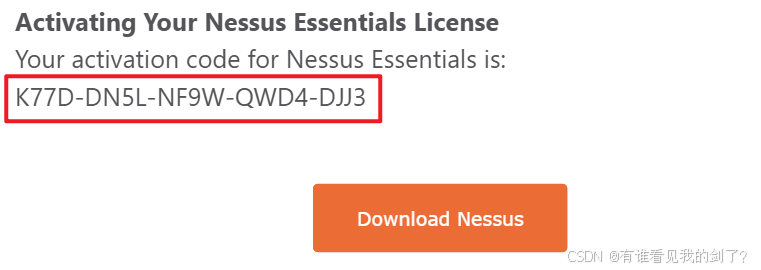 Activating Your Nessus Essentials License
Your activation code for Nessus Essentials is:
K77D-DN5L-NF9W-QWD4-DJJ3
Download Nessus
CSDN @有谁看见我的剑了?